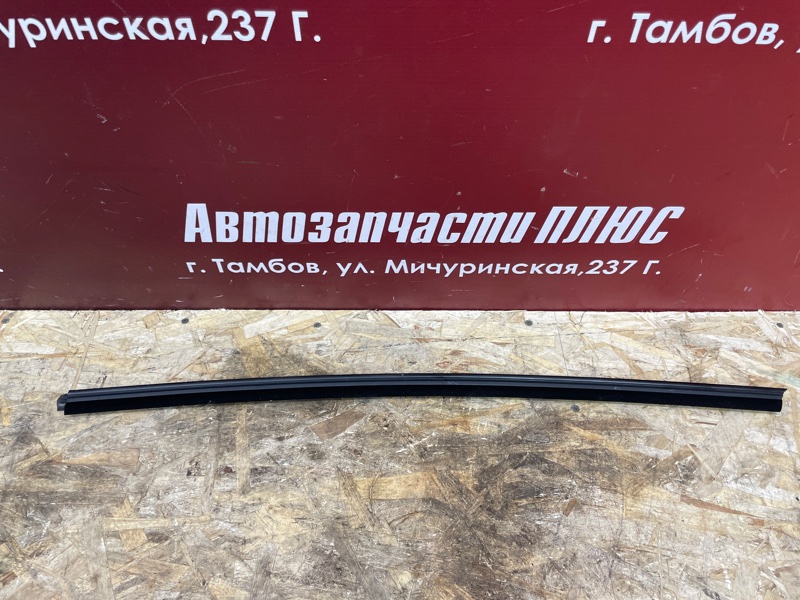 уринская,237 Г.
г. Тамбов,
Автозапчасти ПЛЮС
г. Тамбов, ул. Мичуринская,237 Г.